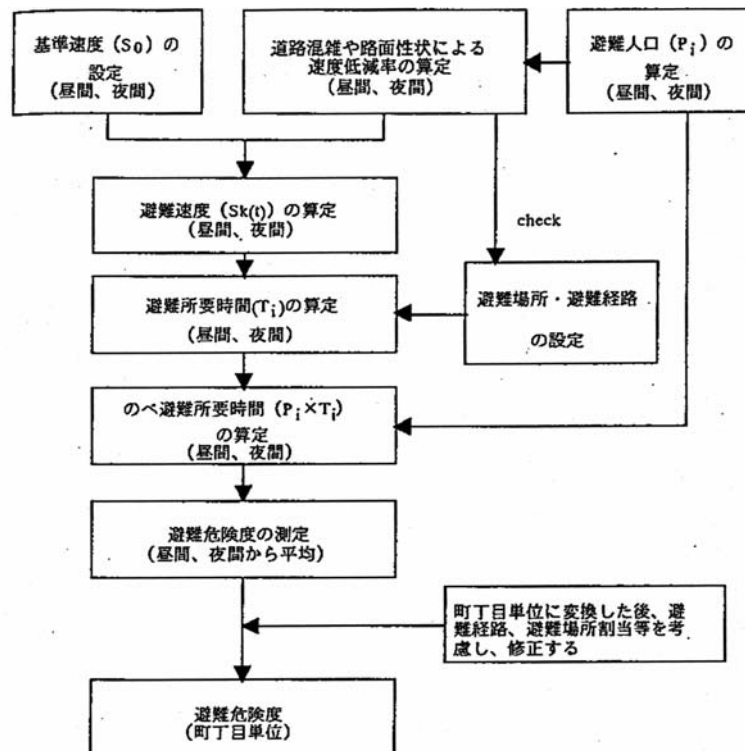 基準速度（S0）の
設定
（昼間、夜間）
道路混雑や路面性状による
速度低減率の算定
（昼間、夜間）
避難人口（Pi）の
算定
（昼間、夜間）
避難速度（Sk(t)）の算定
（昼間、夜間）
check
避難所要時間(Ti)の算定
（昼間、夜間）
避難場所・避難経路
の設定
のべ避難所要時間（Pi×Ti）
の算定
（昼間、夜間）
避難危険度の測定
（昼間、夜間から平均）
町丁目単位に変換した後、避
難経路、避難場所割当等を考
慮し、修正する
避難危険度
（町丁目単位）